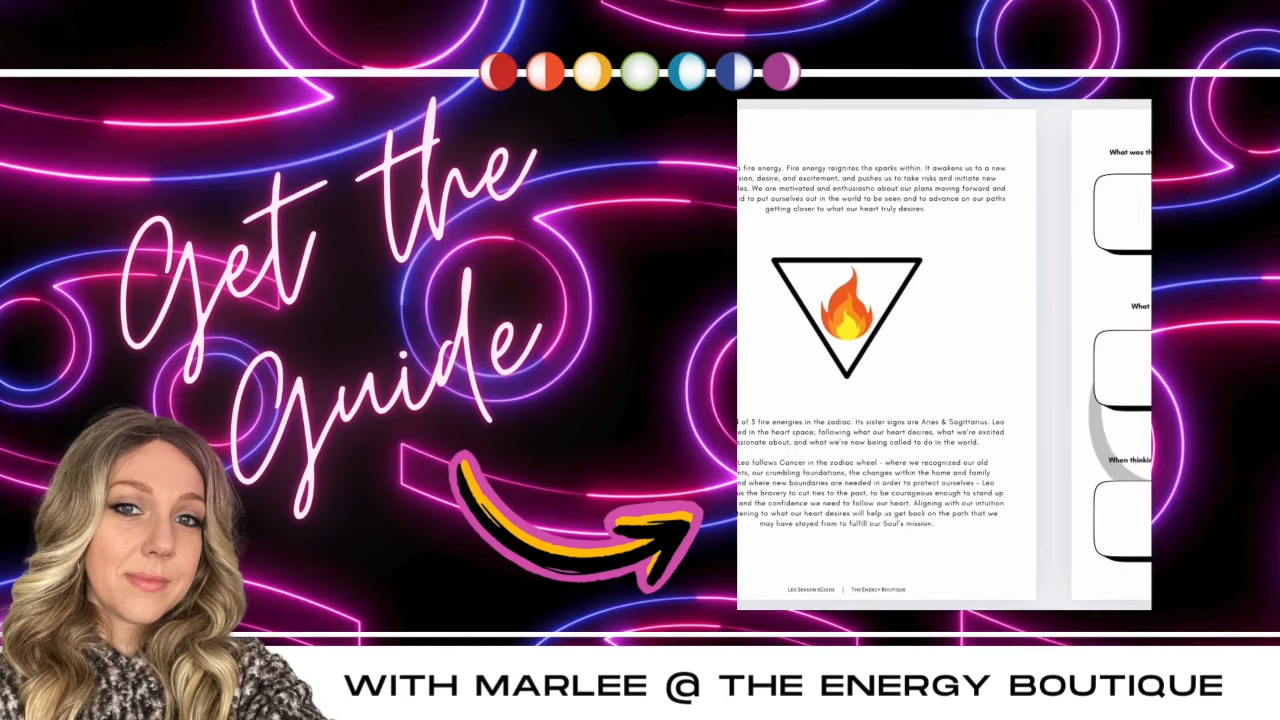 Get the
Guide
a fire energy. Fire energy reignites the sparks within. It awakens us to a new
sion, desire, and excitement, and pushes us to take risks and initiate new
les. We are motivated and enthusiastic about our plans moving forward and
id to put ourselves out in the world to be seen and to advance on our paths
getting closer to what our heart truly desires.
of 3 fire energies in the zodiac. Its sister signs are Aries & Sagittarius. Leo
ed in the heart space; following what our heart desires, what we're excited
ssionate about, and what we're now being called to do in the world.
Leo follows Cancer in the zodiac wheel - where we recognized our old
nts, our crumbling foundations, the changes within the home and family
nd where new boundaries are needed in order to protect ourselves - Leo
us the bravery to cut ties to the past, to be courageous enough to stand up
and the confidence we need to follow our heart. Aligning with our intuition
tening to what our heart desires will help us get back on the path that we
may have stayed from to fulfill our Soul's mission.
Leo Season eGuide | The Energy Boutique
What was th
What
When thinkin
WITH MARLEE @ THE ENERGY BOUTIQUE